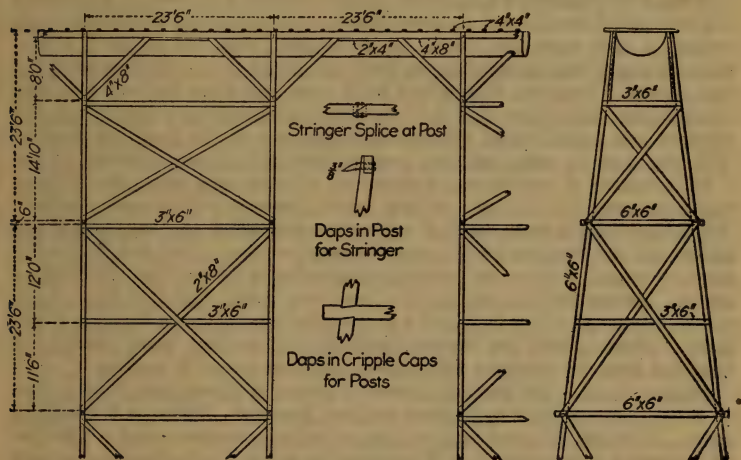 23'6"
23'6"
4"x4"
2"x4"
4"x8"
8'0"
4"x8"
23'6"
14'10"
6"
3"x6"
12'0"
2"x8"
23'6"
3"x6"
11'6"
Stringer Splice at Post
Daps in Post
for Stringer
Daps in Cripple Caps
for Posts
3"x6"
6"x6"
6"x6"
3"x6"
6"x6"